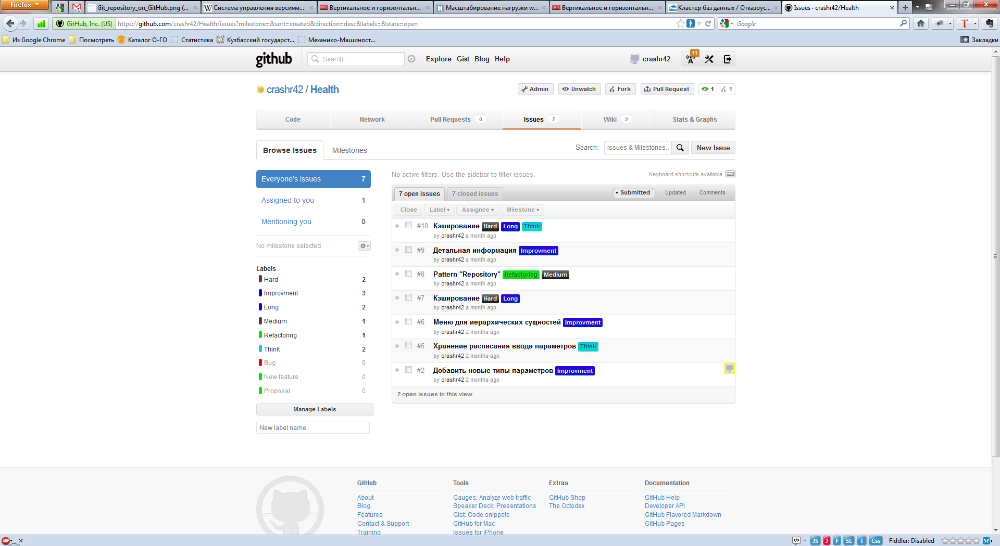 Firefox
Git_repository_on_GitHub.png (...
Система управления версиям...
Вертикальное и горизонтальн...
Масштабирование нагрузки w...
Вертикальное и горизонтальн...
Кластер баз данных / Отказоус...
Issues · crashr42/Health
GitHub, Inc. (US)
https://github.com/crashr42/Health/issues?milestone=&sort=created&direction=desc&labels=&state=open
Google
Из Google Chrome
Посмотреть
Каталог О-ГО
Статистика
Кузбасский государст...
Механико-Машиност...
Закладки
github
Search...
Explore Gist Blog Help
crashr42
11
crashr42 / Health
Admin
Unwatch
Fork
Pull Request
1
1
Code
Network
Pull Requests 0
Issues 7
Wiki 2
Stats & Graphs
Browse Issues
Milestones
Search:
Issues & Milestones..
New Issue
Everyone's Issues 7
Assigned to you 1
Mentioning you 0
No milestone selected
Labels
Hard 2
Improvment 3
Long 2
Medium 1
Refactoring 1
Think 2
Bug 0
New feature 0
Proposal 0
Manage Labels
New label name
No active filters. Use the sidebar to filter issues.
Keyboard shortcuts available
7 open issues
7 closed issues
Submitted
Updated
Comments
Close
Label
Assignee
Milestone
#10 Кэширование Hard Long Think
by crashr42 a month ago
#9 Детальная информация Improvment
by crashr42 a month ago
#8 Pattern "Repository" Refactoring Medium
by crashr42 a month ago
#7 Кэширование Hard Long
by crashr42 a month ago
#6 Меню для иерархических сущностей Improvment
by crashr42 2 months ago
#5 Хранение расписания ввода параметров Think
by crashr42 2 months ago
#2 Добавить новые типы параметров Improvment
by crashr42 2 months ago
7 open issues in this view
GitHub
About
Blog
Features
Contact & Support
Training
Tools
Gauges: Analyze web traffic
Speaker Deck: Presentations
Gist: Code snippets
GitHub for Mac
Issues for iPhone
Extras
GitHub Shop
The Octodex
Documentation
GitHub Help
Developer API
GitHub Flavored Markdown
GitHub Pages
ABP
JS
J
F
SL
I
Css
Fiddler: Disabled